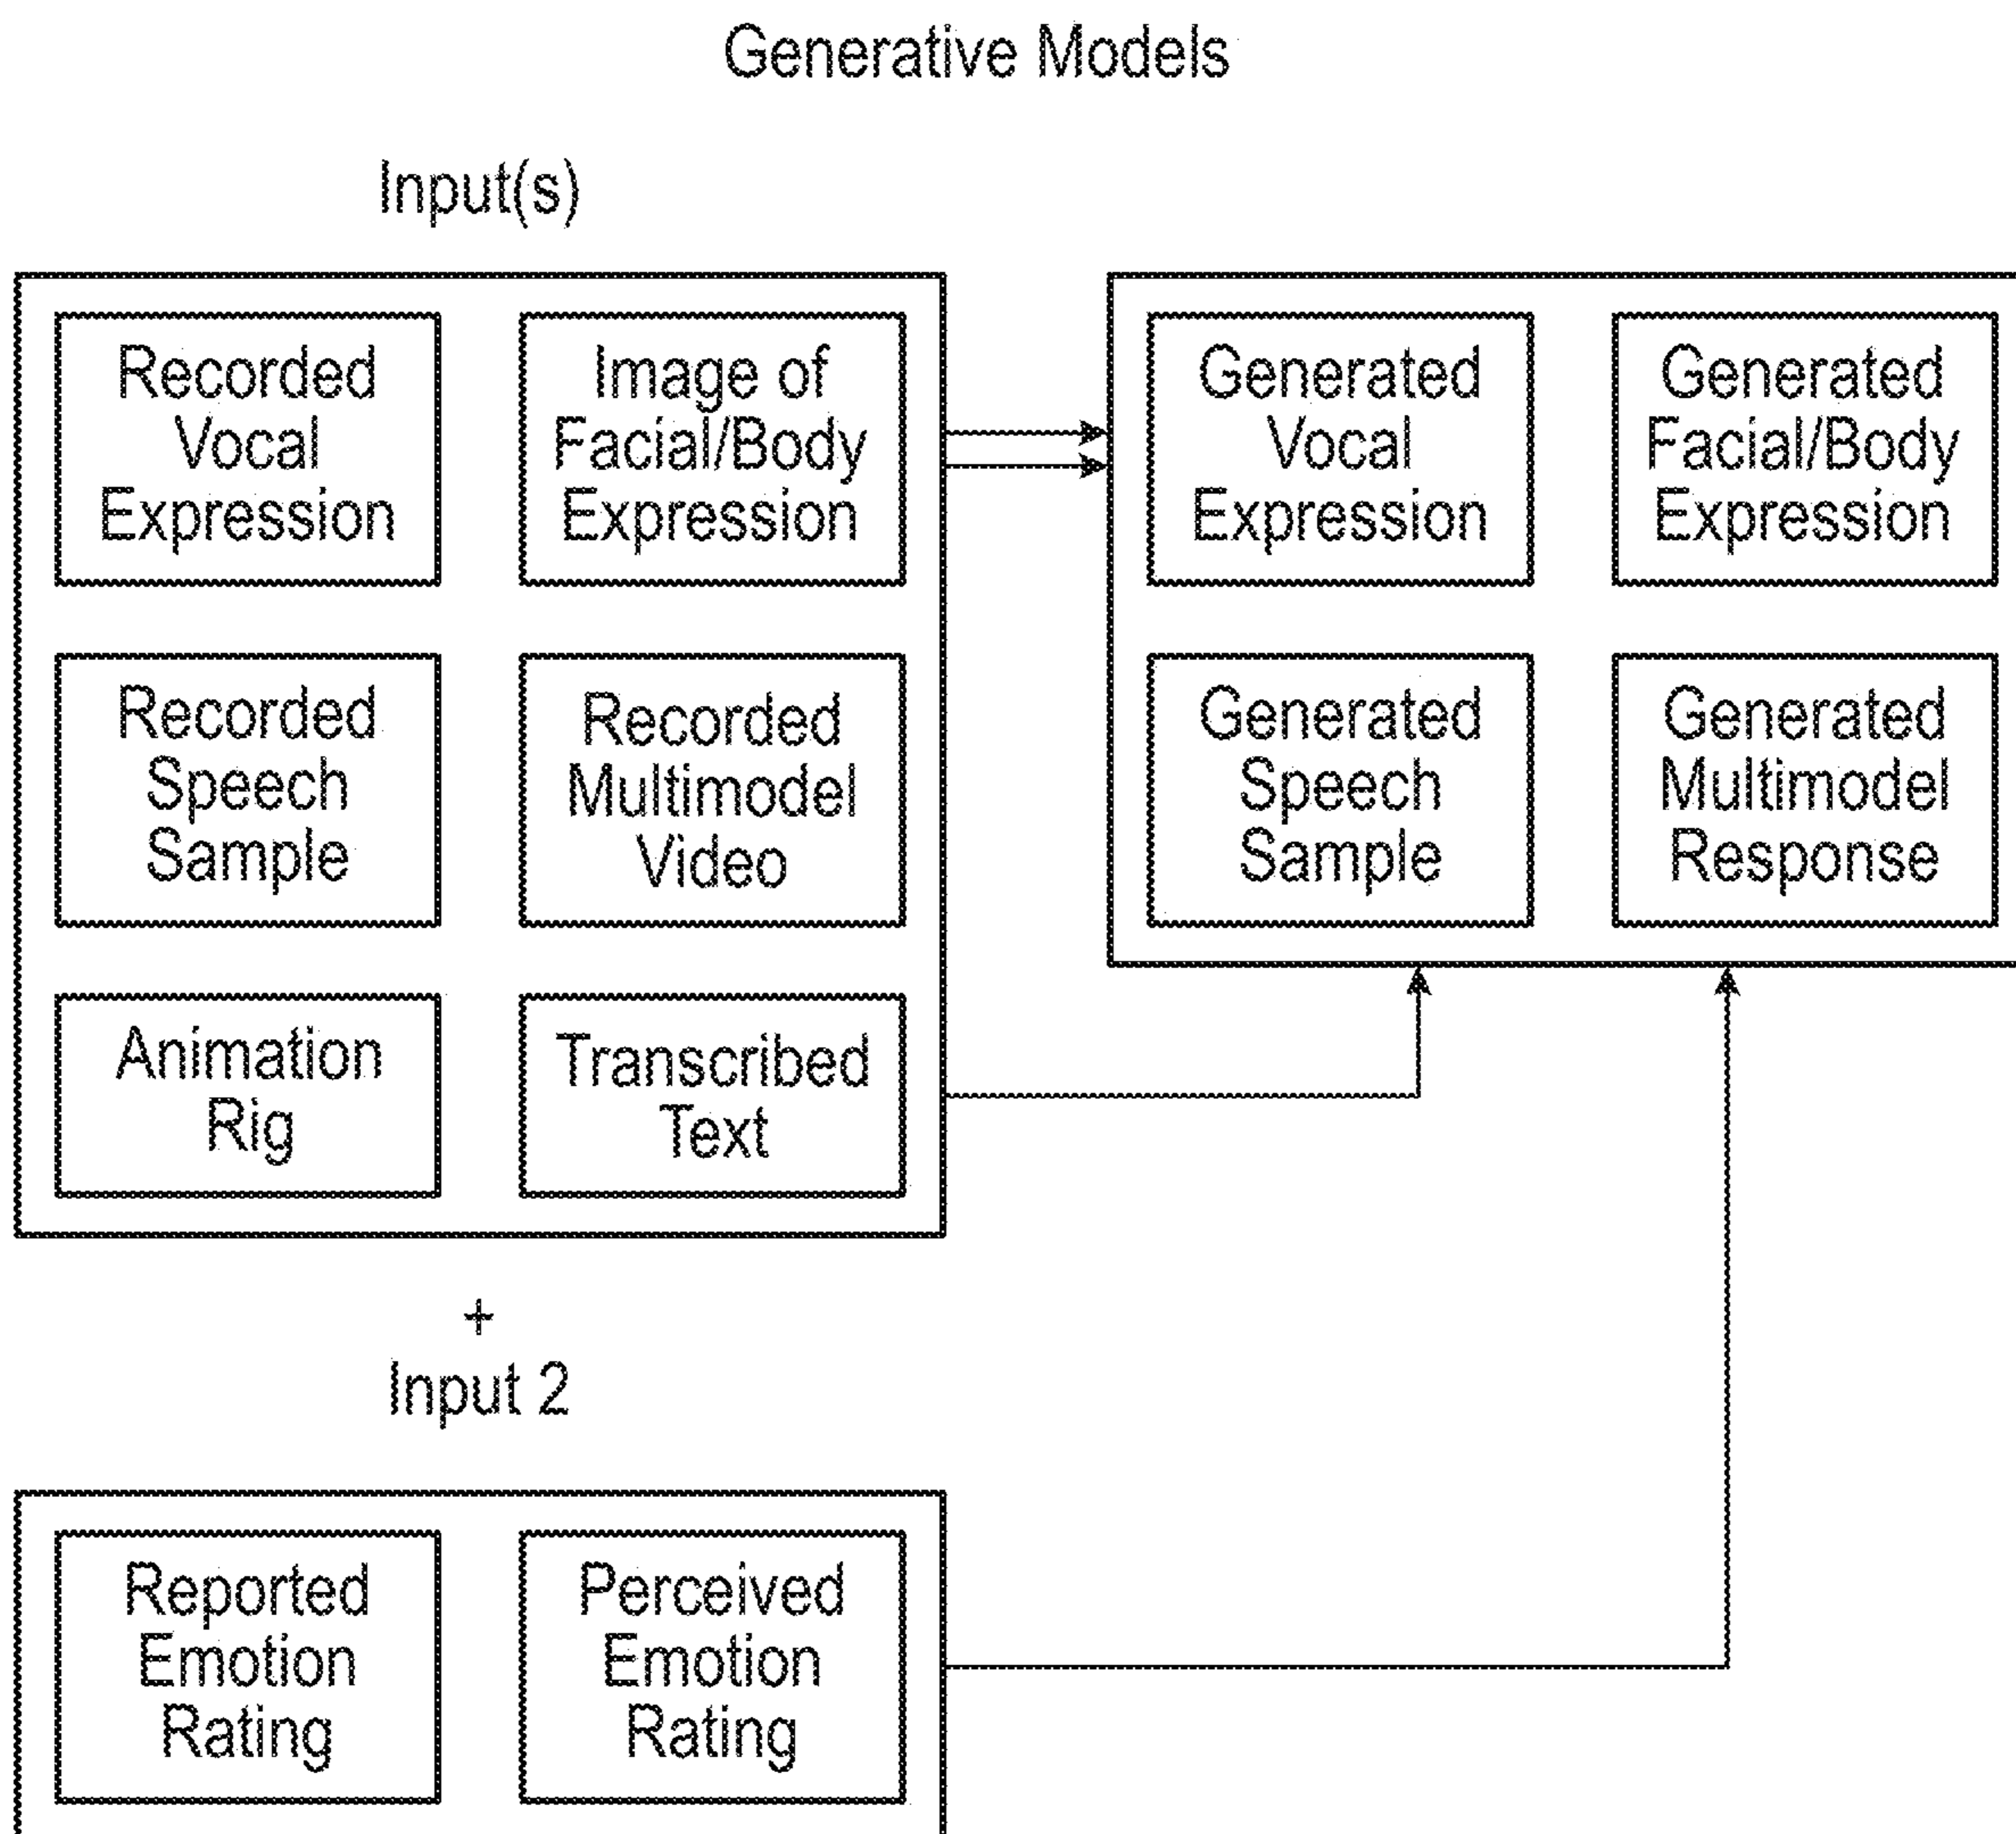 Generative Models
Input(s)
Recorded
Vocal
Expression
Image of
Facial/Body
Expression
Recorded
Speech
Sample
Recorded
Multimodel
Video
Animation
Rig
Transcribed
Text
Generated
Vocal
Expression
Generated
Facial/Body
Expression
Generated
Speech
Sample
Generated
Multimodel
Response
+
Input 2
Reported
Emotion
Rating
Perceived
Emotion
Rating